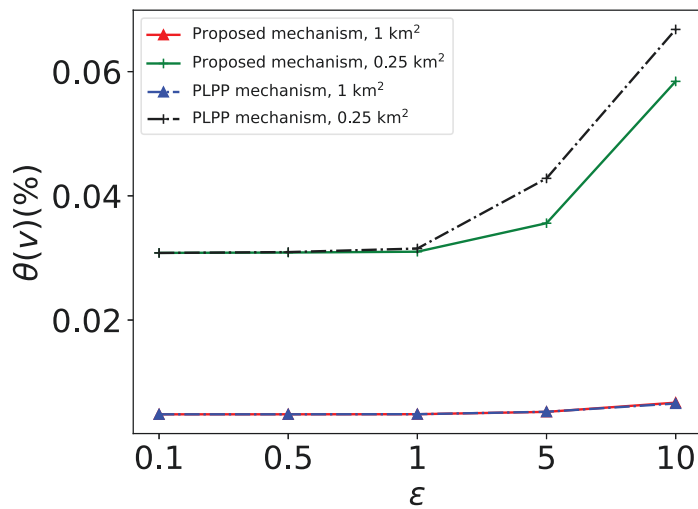 Proposed mechanism, 1 km²
Proposed mechanism, 0.25 km²
PLPP mechanism, 1 km²
PLPP mechanism, 0.25 km²
0.06
0.04
0.02
θ(v)(%)
0.1 0.5 1 5 10
ε